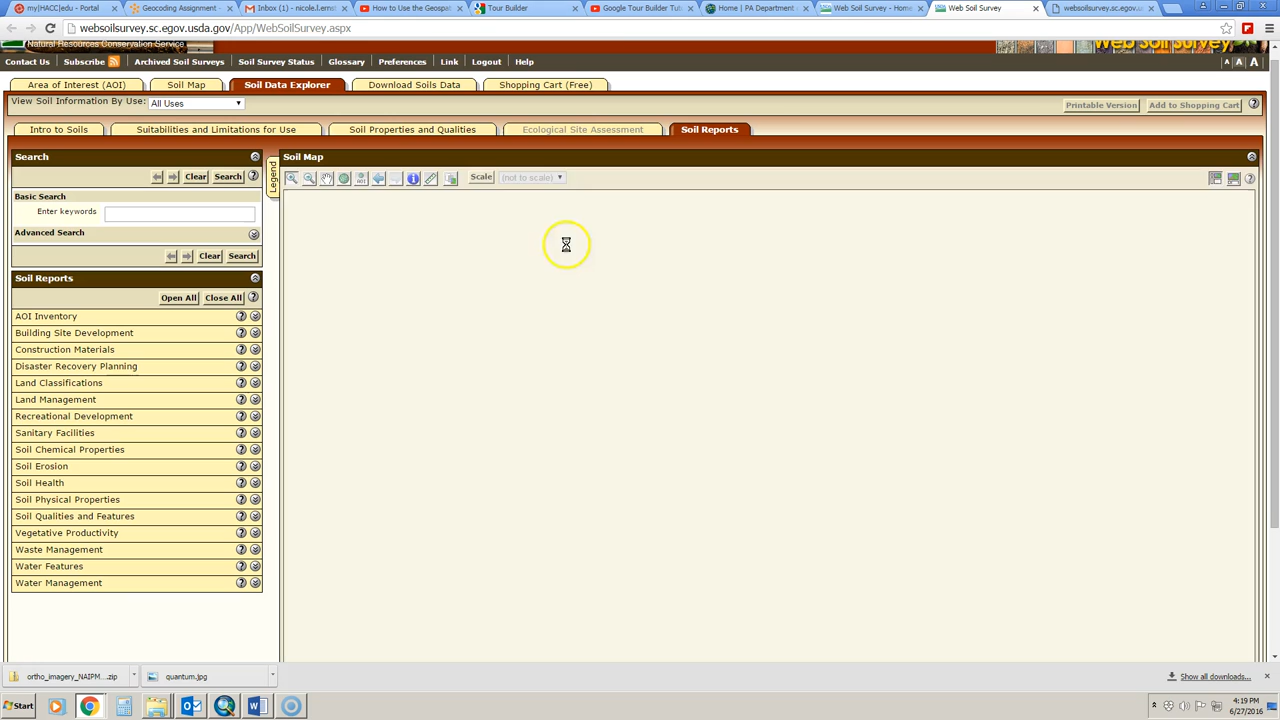 my[HACC]edu - Portal
Geocoding Assignment -
Inbox (1) - nicole.l.ernst
How to Use the Geospat
Tour Builder
Google Tour Builder Tut
Home | PA Department
Web Soil Survey - Home
Web Soil Survey
websoilsurvey.sc.egov.u
websoilsurvey.sc.egov.usda.gov/App/WebSoilSurvey.aspx
Natural Resources Conservation Service
Web Soil Survey
Contact Us
Subscribe
Archived Soil Surveys
Soil Survey Status
Glossary
Preferences
Link
Logout
Help
A A A
Area of Interest (AOI)
Soil Map
Soil Data Explorer
Download Soils Data
Shopping Cart (Free)
View Soil Information By Use: All Uses
Printable Version
Add to Shopping Cart
Intro to Soils
Suitabilities and Limitations for Use
Soil Properties and Qualities
Ecological Site Assessment
Soil Reports
Search
Clear Search
Basic Search
Enter keywords
Advanced Search
Clear Search
Soil Reports
Open All Close All
AOI Inventory
Building Site Development
Construction Materials
Disaster Recovery Planning
Land Classifications
Land Management
Recreational Development
Sanitary Facilities
Soil Chemical Properties
Soil Erosion
Soil Health
Soil Physical Properties
Soil Qualities and Features
Vegetative Productivity
Waste Management
Water Features
Water Management
Legend
Soil Map
Scale (not to scale)
ortho_imagery_NAIPM....zip
quantum.jpg
Show all downloads...
Start
4:19 PM
6/27/2016